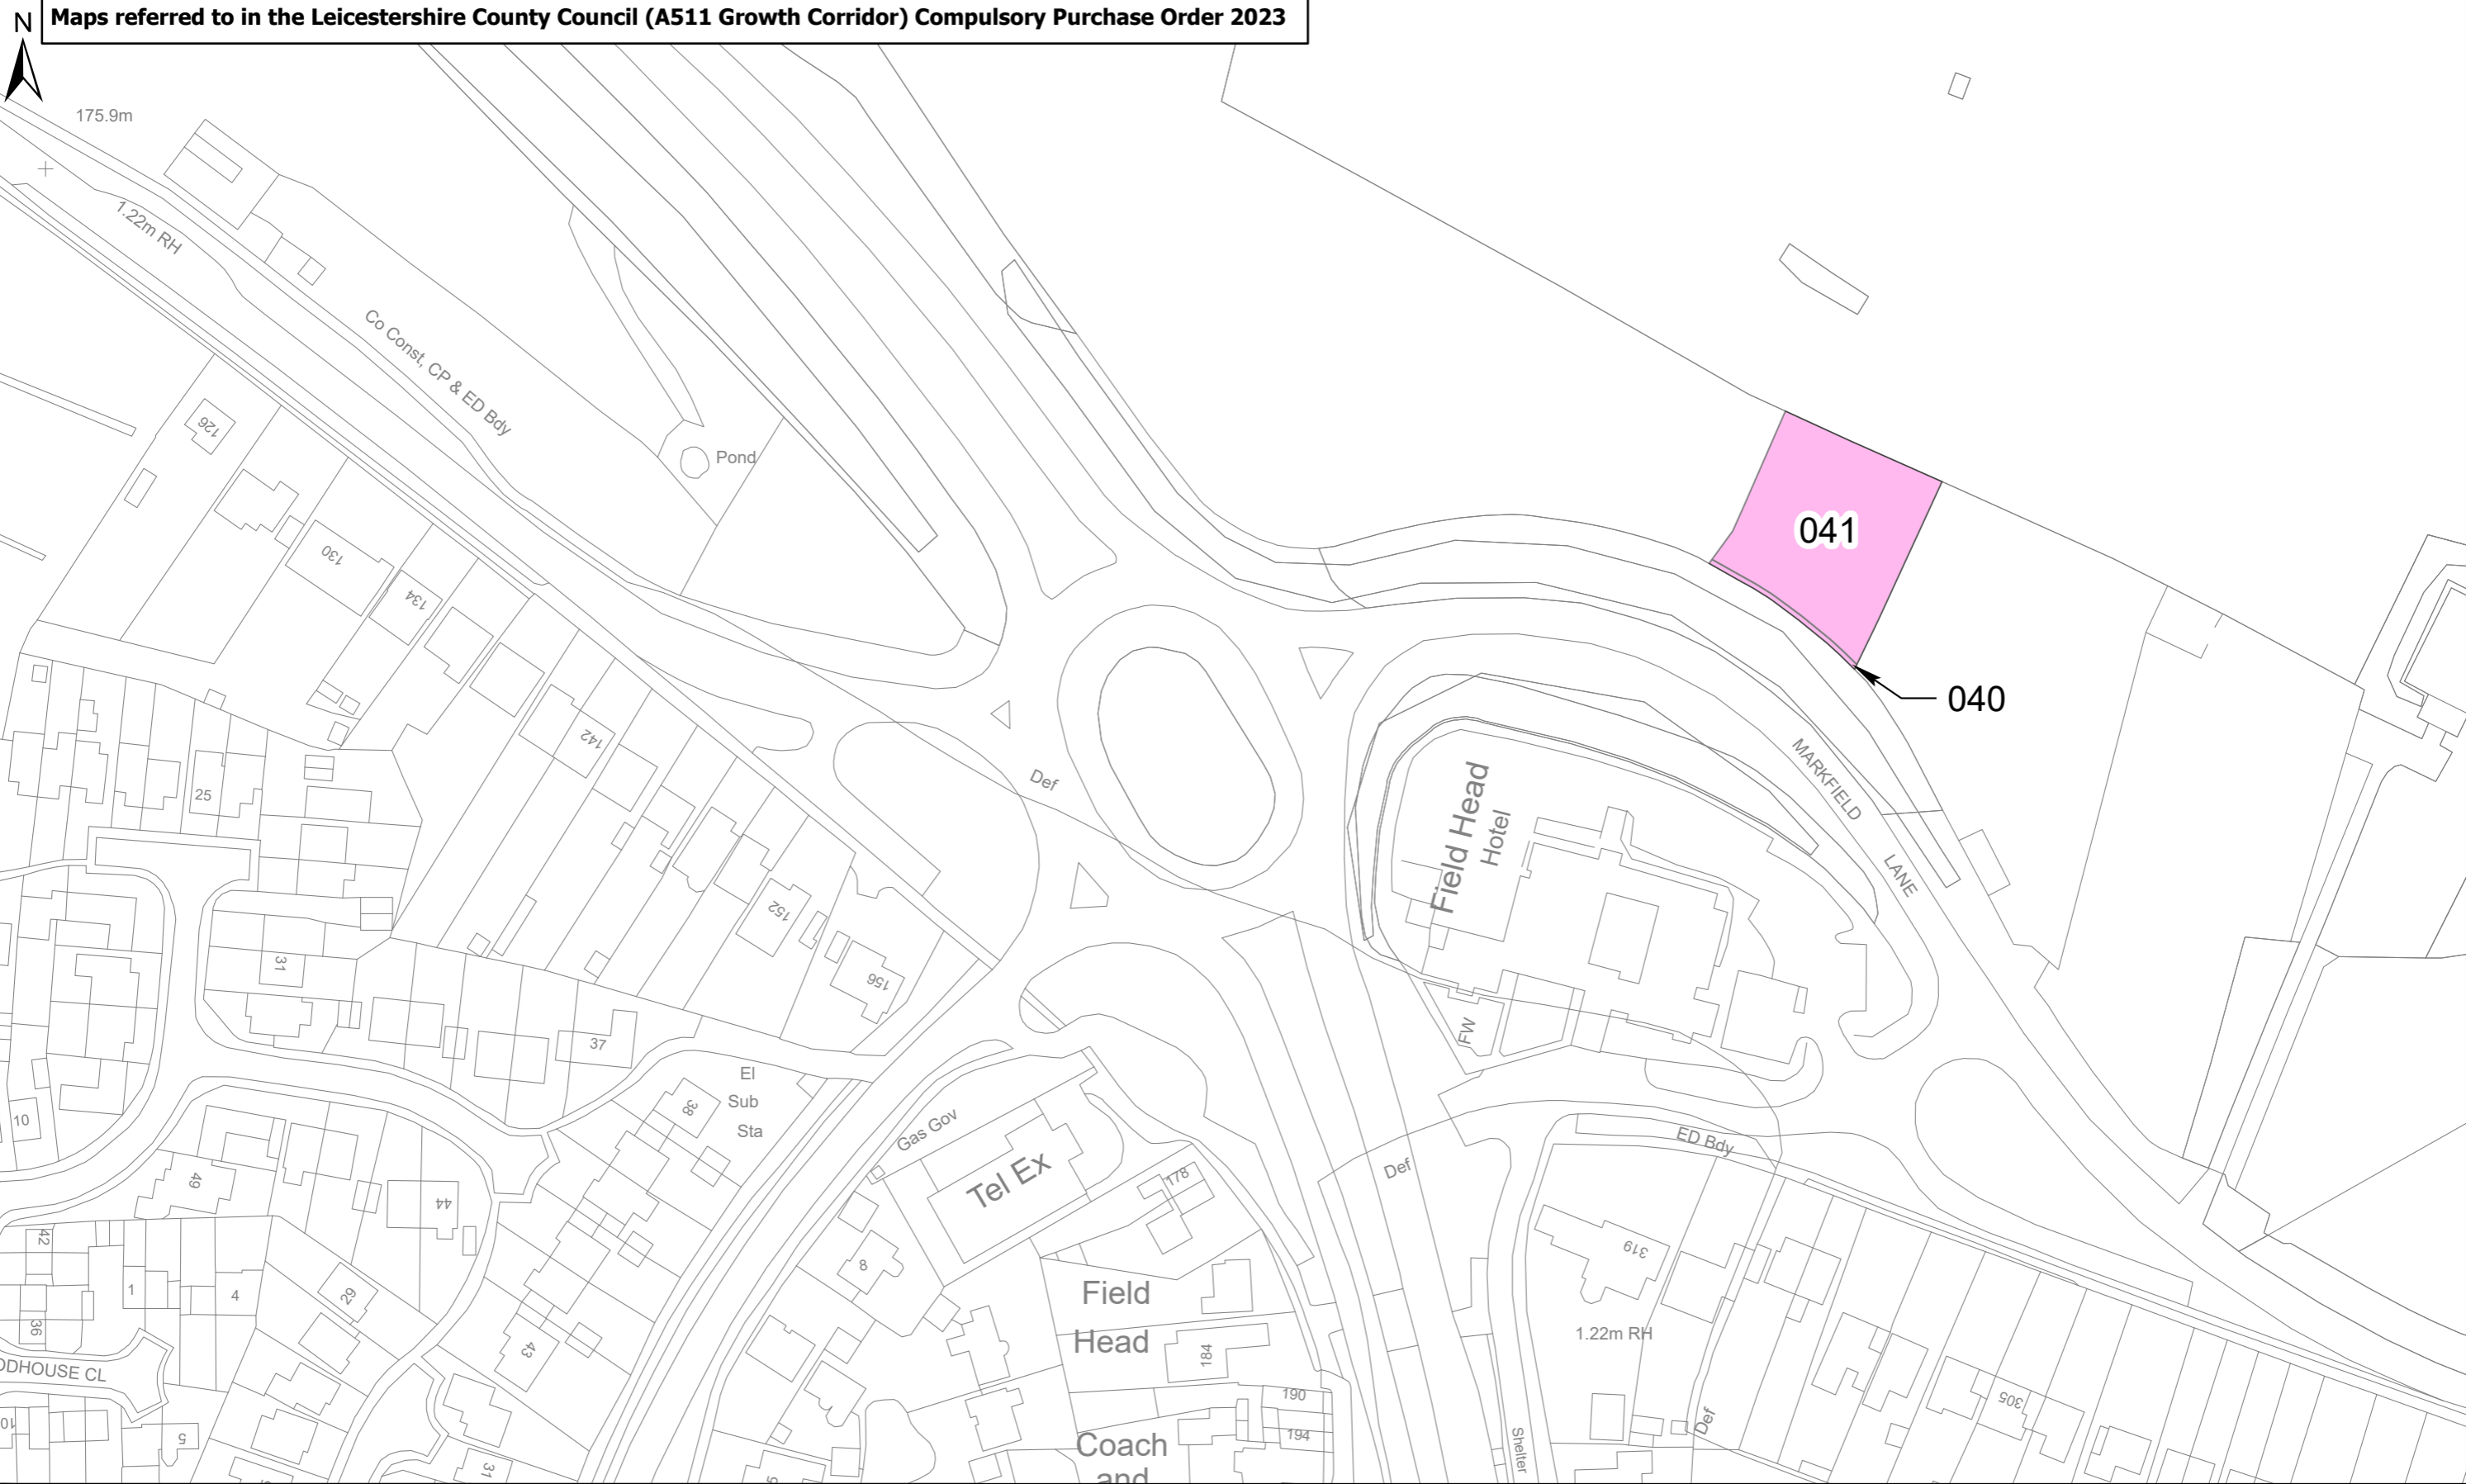 Maps referred to in the Leicestershire County Council (A511 Growth Corridor) Compulsory Purchase Order 2023
N
175.9m
1.22m RH
Co Const, CP & ED Bdy
Pond
126
130
134
142
152
156
041
040
MARKFIELD
LANE
Def
Field Head
Hotel
FW
25
31
37
38
El
Sub
Sta
Gas Gov
Tel Ex
178
Def
ED Bdy
10
49
44
42
1
4
29
36
43
8
Field
Head
184
190
194
319
1.22m RH
305
Def
Shelter
ODHOUSE CL
5
31
Coach
and